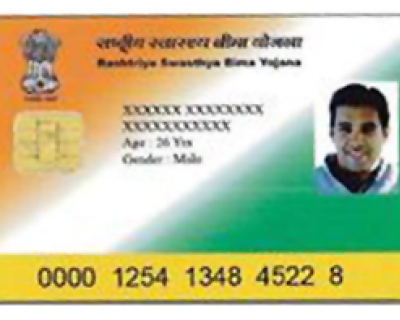 राष्ट्रीय स्वास्थ्य बीमा योजना
Rashtriya Swasthya Bima Yojana
XXXXXX XXXXXXXX
XXXXXXXXXXX
Age : 26 Yrs
Gender : Male
0000 1254 1348 4522 8